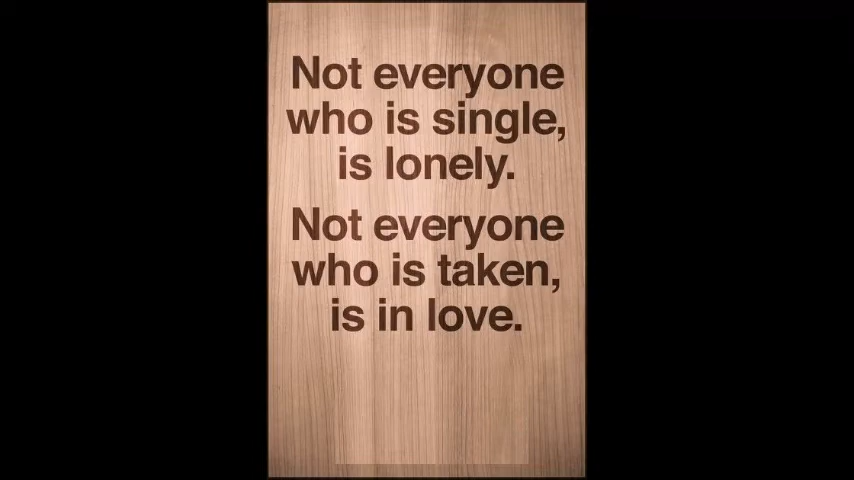 Not everyone
who is single,
is lonely.
Not everyone
who is taken,
is in love.